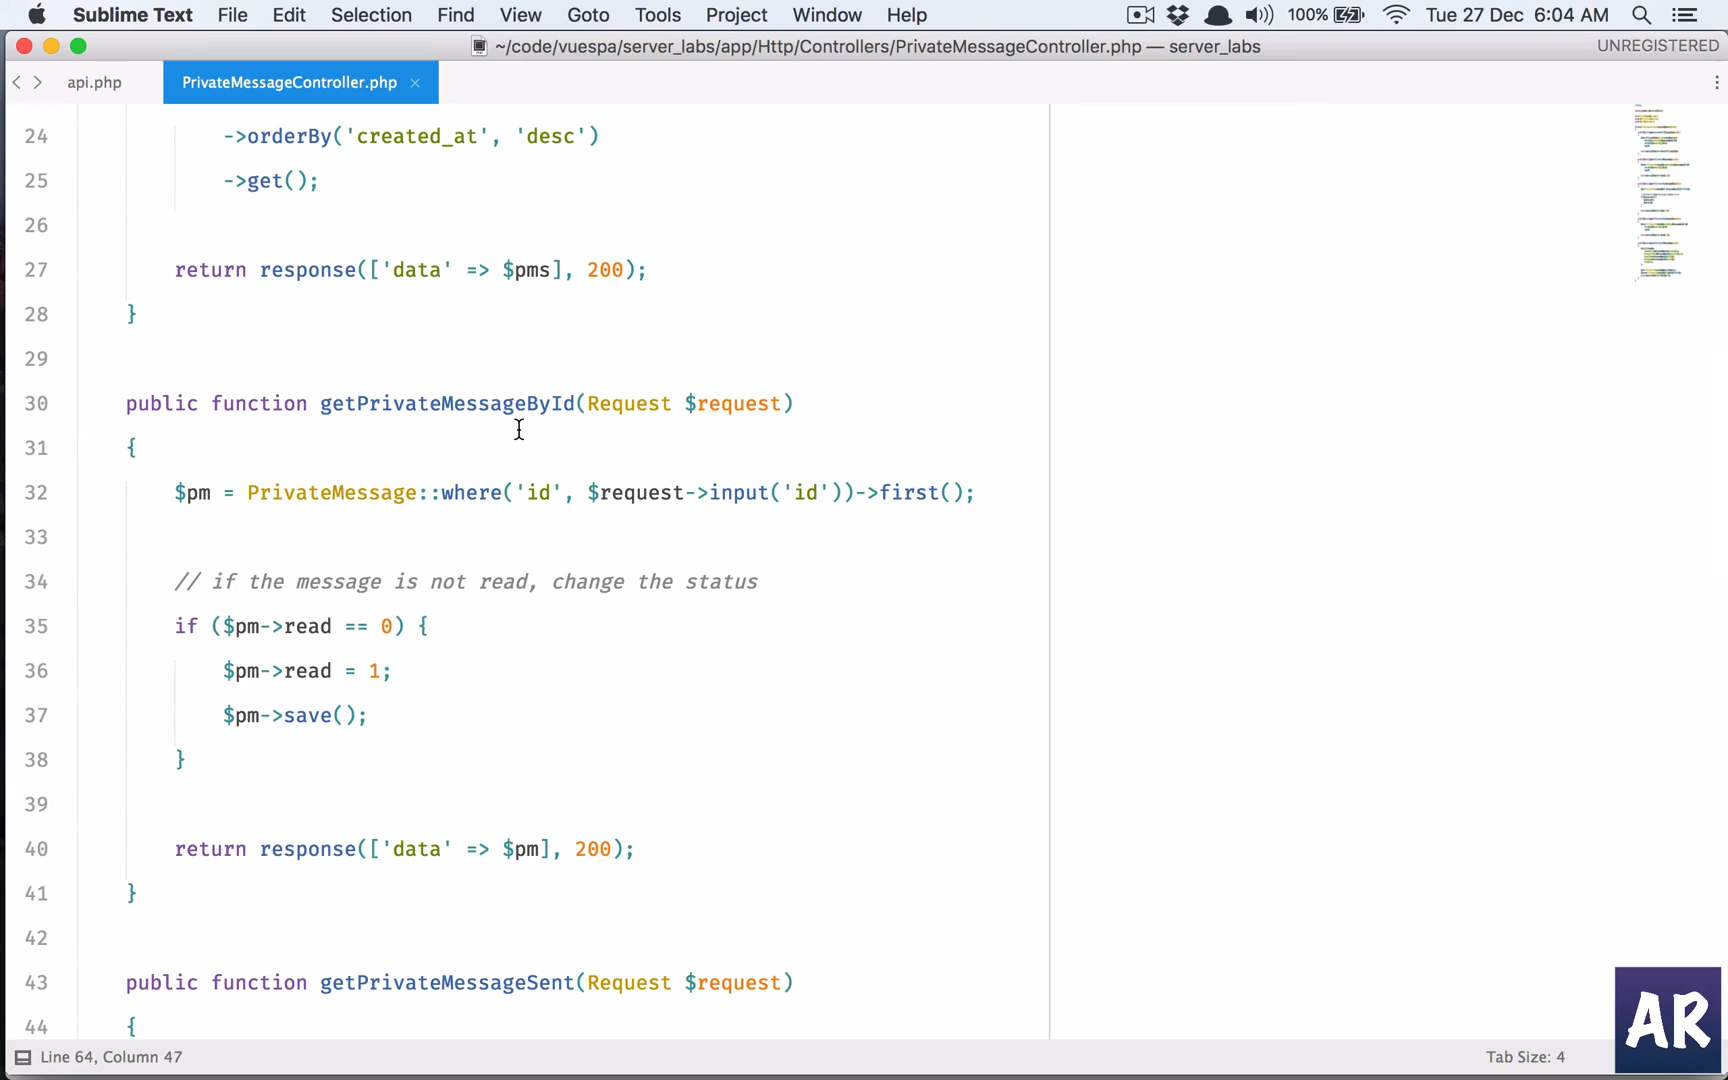 Sublime Text File Edit Selection Find View Goto Tools Project Window Help 100% Tue 27 Dec 6:04 AM
~/code/vuespa/server_labs/app/Http/Controllers/PrivateMessageController.php — server_labs UNREGISTERED
api.php PrivateMessageController.php ×
24 ->orderBy('created_at', 'desc')
25 ->get();
26
27 return response(['data' => $pms], 200);
28 }
29
30 public function getPrivateMessageById(Request $request)
31 {
32 $pm = PrivateMessage::where('id', $request->input('id'))->first();
33
34 // if the message is not read, change the status
35 if ($pm->read == 0) {
36 $pm->read = 1;
37 $pm->save();
38 }
39
40 return response(['data' => $pm], 200);
41 }
42
43 public function getPrivateMessageSent(Request $request)
44 {
Line 64, Column 47 Tab Size: 4
AR